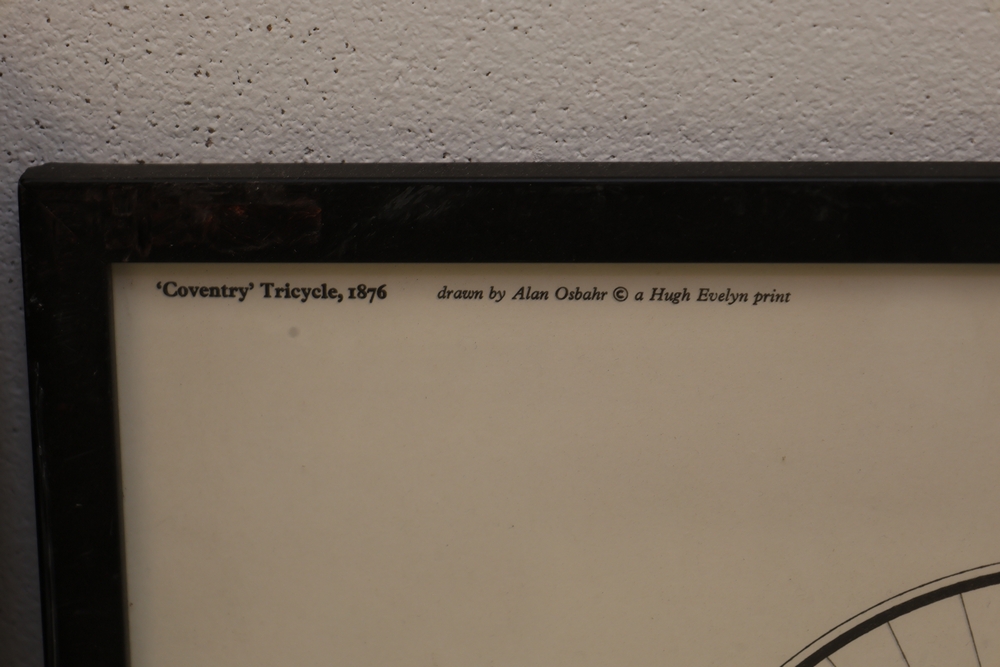 ‘Coventry’ Tricycle, 1876 drawn by Alan Osbahr © a Hugh Evelyn print